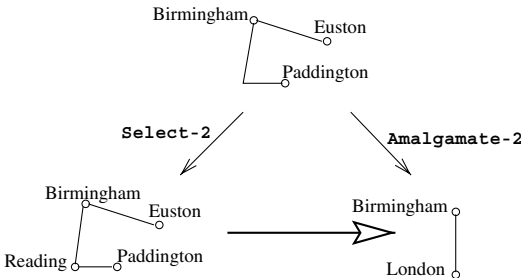 Birmingham
Euston
Paddington
Select-2
Amalgamate-2
Birmingham
Euston
Reading
Paddington
Birmingham
London